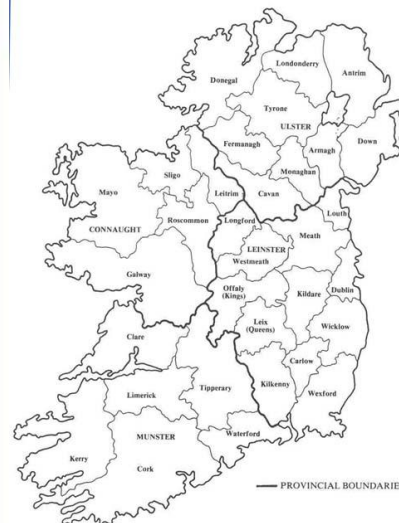 Londonderry
Donegal
Antrim
Tyrone
ULSTER
Fermanagh
Armagh
Down
Monaghan
Sligo
Mayo
Leitrim
Cavan
Roscommon
Longford
Louth
CONNAUGHT
Meath
LEINSTER
Westmeath
Galway
Offaly
(Kings)
Kildare
Dublin
Leix
(Queens)
Wicklow
Clare
Carlow
Tipperary
Kilkenny
Limerick
Wexford
MUNSTER
Waterford
Kerry
Cork
PROVINCIAL BOUNDARIE